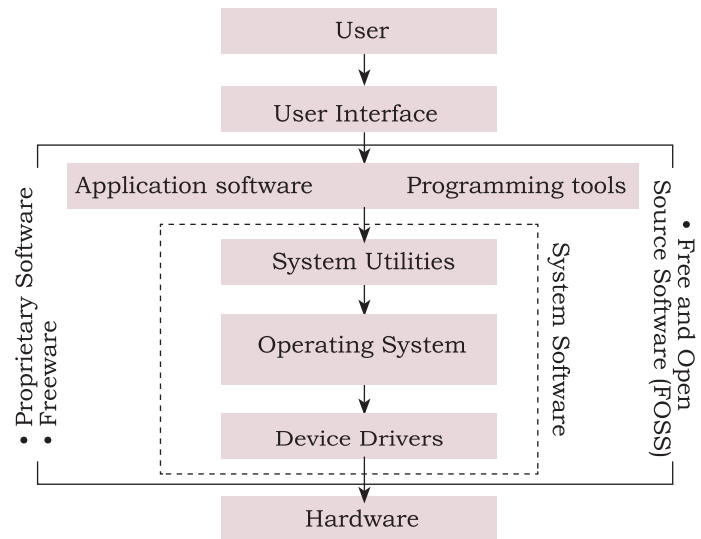 User
User Interface
Application software
Programming tools
System Utilities
Operating System
Device Drivers
System Software
Hardware
• Proprietary Software
• Freeware
• Free and Open
Source Software (FOSS)